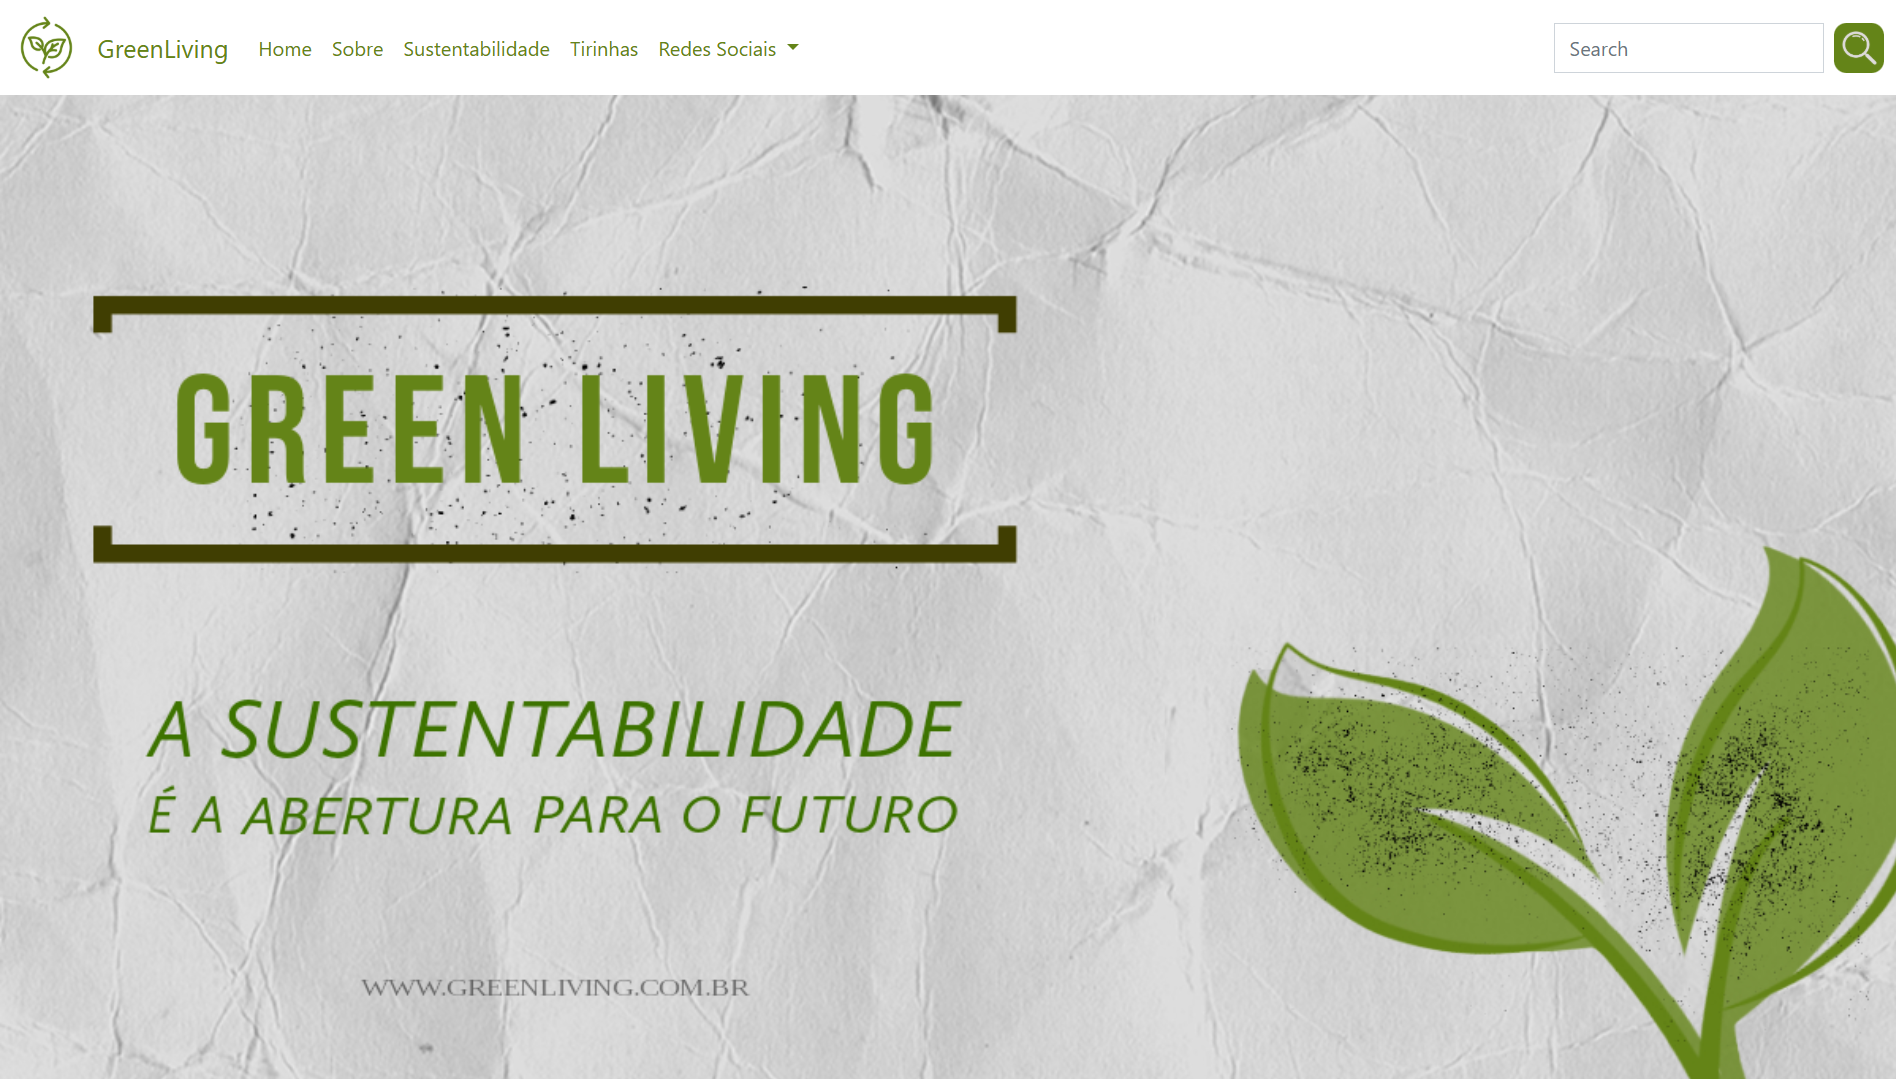 GreenLiving Home Sobre Sustentabilidade Tirinhas Redes Sociais Search
GREEN LIVING
A SUSTENTABILIDADE
É A ABERTURA PARA O FUTURO
WWW.GREENLIVING.COM.BR